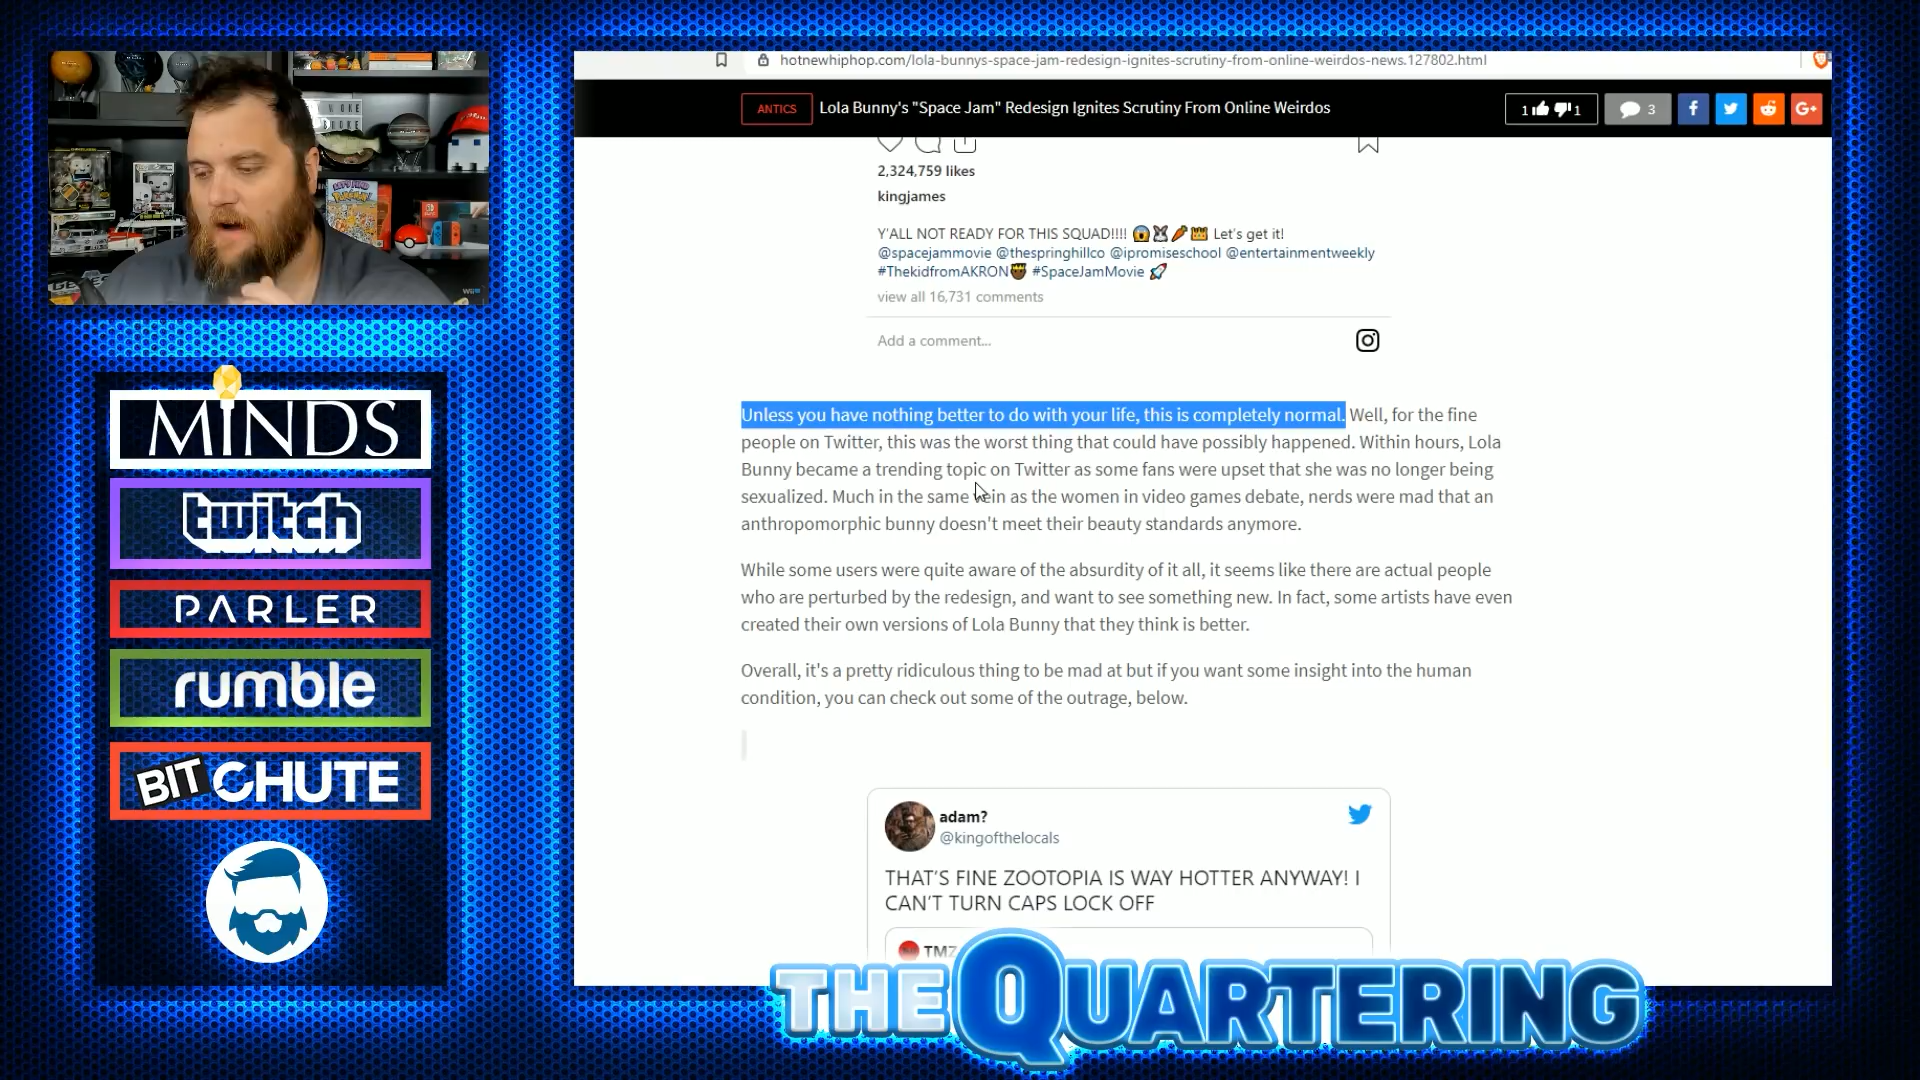 hotnewhiphop.com/lola-bunnys-space-jam-redesign-ignites-scrutiny-from-online-weirdos-news.127802.html
ANTICS
Lola Bunny's "Space Jam" Redesign Ignites Scrutiny From Online Weirdos
1 1
3
f
G+
2,324,759 likes
kingjames
Y'ALL NOT READY FOR THIS SQUAD!!!! 😱🐰🥕👑 Let's get it!
@spacejammovie @thespringhillco @ipromiseschool @entertainmentweekly
#ThekidfromAKRON #SpaceJamMovie 🚀
view all 16,731 comments
Add a comment...
Unless you have nothing better to do with your life, this is completely normal. Well, for the fine
people on Twitter, this was the worst thing that could have possibly happened. Within hours, Lola
Bunny became a trending topic on Twitter as some fans were upset that she was no longer being
sexualized. Much in the same vein as the women in video games debate, nerds were mad that an
anthropomorphic bunny doesn't meet their beauty standards anymore.
While some users were quite aware of the absurdity of it all, it seems like there are actual people
who are perturbed by the redesign, and want to see something new. In fact, some artists have even
created their own versions of Lola Bunny that they think is better.
Overall, it's a pretty ridiculous thing to be mad at but if you want some insight into the human
condition, you can check out some of the outrage, below.
adam?
@kingofthelocals
THAT'S FINE ZOOTOPIA IS WAY HOTTER ANYWAY! I
CAN'T TURN CAPS LOCK OFF
TMZ
WOKE
BROKE
MINDS
twitch
PARLER
rumble
BITCHUTE
THE QUARTERING